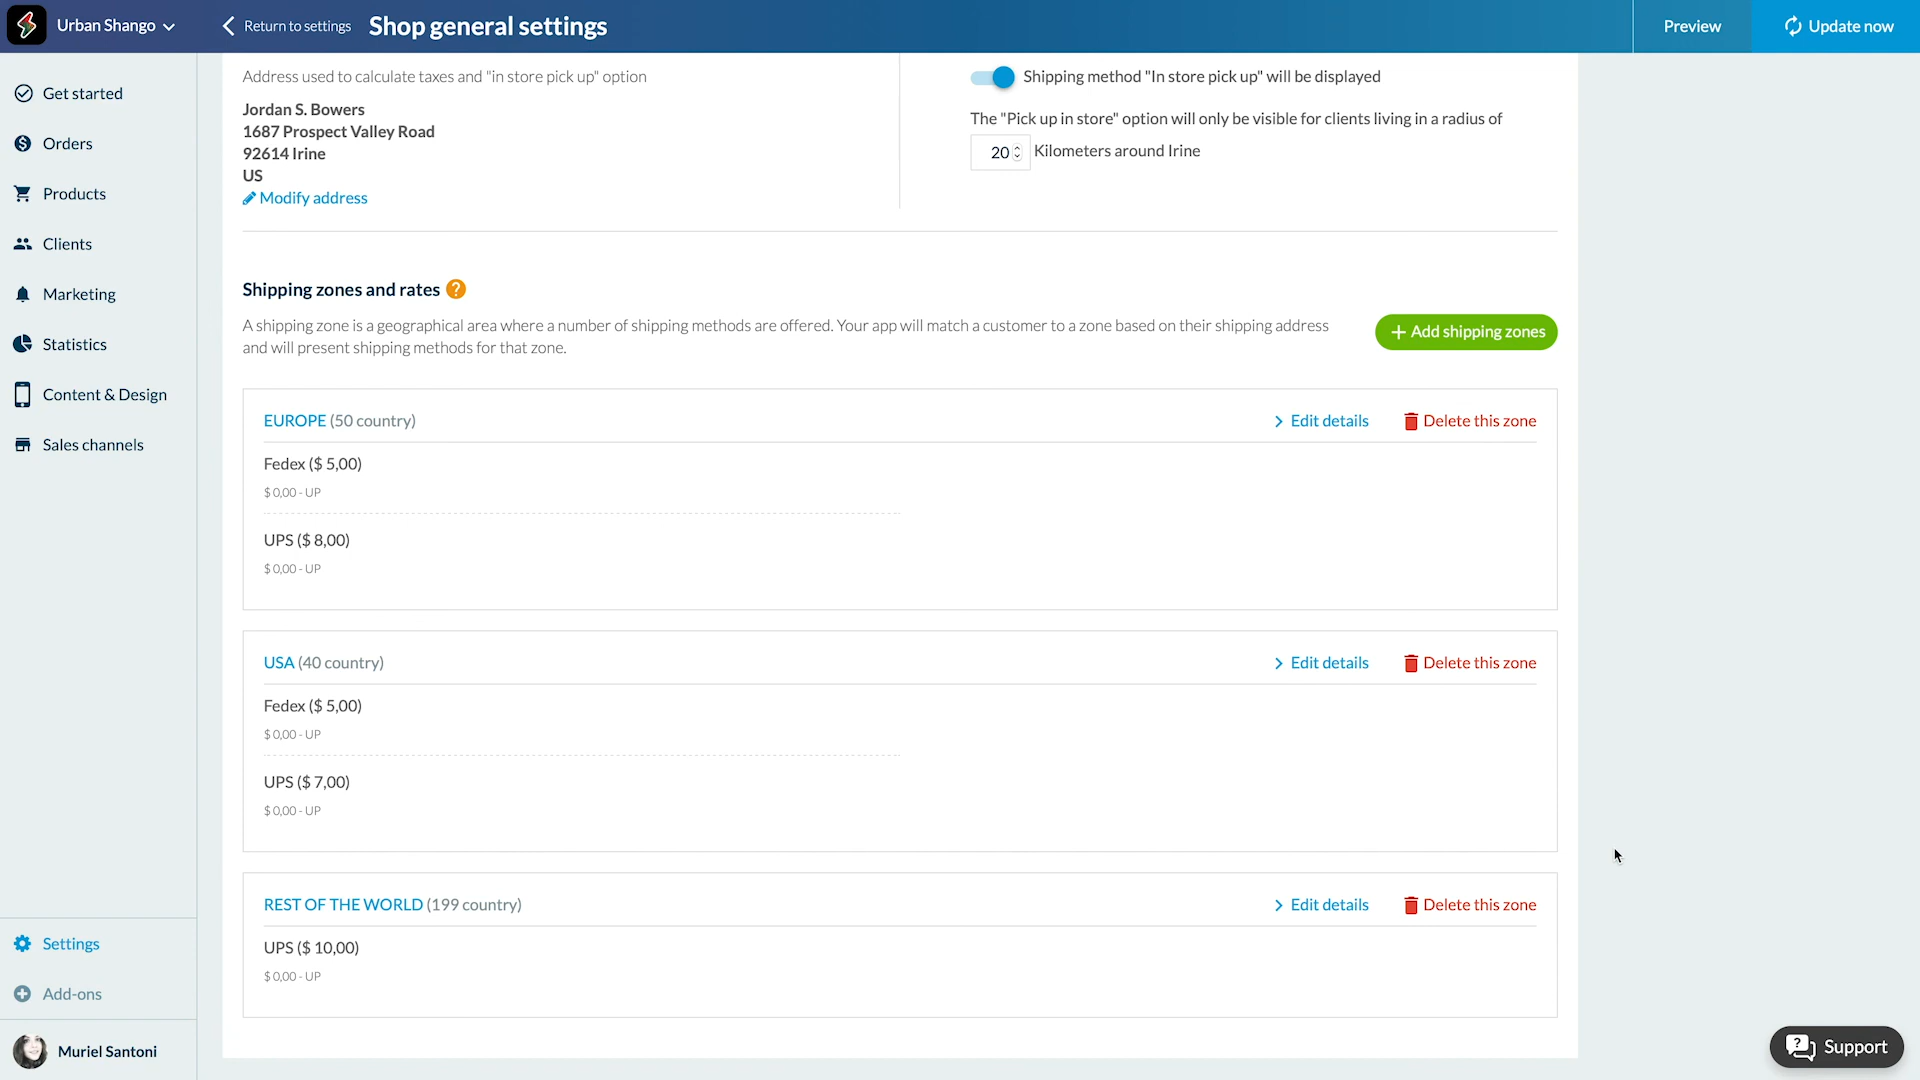 Urban Shango
Return to settings
Shop general settings
Preview
Update now
Get started
Orders
Products
Clients
Marketing
Statistics
Content & Design
Sales channels
Settings
Add-ons
Muriel Santoni
Address used to calculate taxes and "in store pick up" option
Jordan S. Bowers
1687 Prospect Valley Road
92614 Irine
US
Modify address
Shipping method "In store pick up" will be displayed
The "Pick up in store" option will only be visible for clients living in a radius of
20 Kilometers around Irine
Shipping zones and rates ?
A shipping zone is a geographical area where a number of shipping methods are offered. Your app will match a customer to a zone based on their shipping address
and will present shipping methods for that zone.
+ Add shipping zones
EUROPE (50 country)
Edit details
Delete this zone
Fedex ($ 5,00)
$ 0,00 - UP
UPS ($ 8,00)
$ 0,00 - UP
USA (40 country)
Edit details
Delete this zone
Fedex ($ 5,00)
$ 0,00 - UP
UPS ($ 7,00)
$ 0,00 - UP
REST OF THE WORLD (199 country)
Edit details
Delete this zone
UPS ($ 10,00)
$ 0,00 - UP
Support